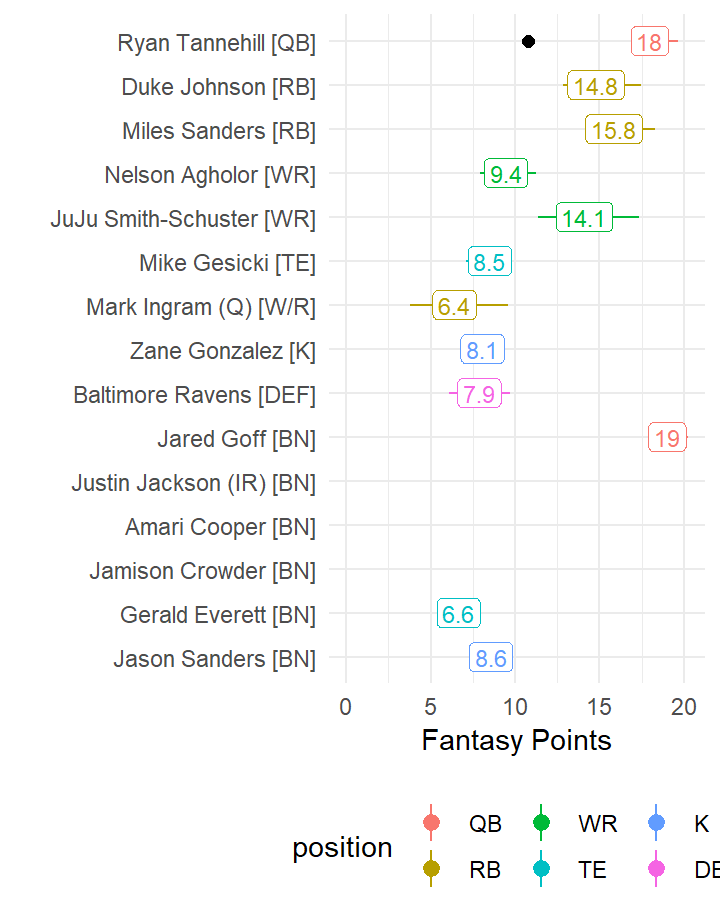 Ryan Tannehill [QB] 18
Duke Johnson [RB] 14.8
Miles Sanders [RB] 15.8
Nelson Agholor [WR] 9.4
JuJu Smith-Schuster [WR] 14.1
Mike Gesicki [TE] 8.5
Mark Ingram (Q) [W/R] 6.4
Zane Gonzalez [K] 8.1
Baltimore Ravens [DEF] 7.9
Jared Goff [BN] 19
Justin Jackson (IR) [BN]
Amari Cooper [BN]
Jamison Crowder [BN]
Gerald Everett [BN] 6.6
Jason Sanders [BN] 8.6
0 5 10 15 20
Fantasy Points
position
QB WR K
RB TE DE